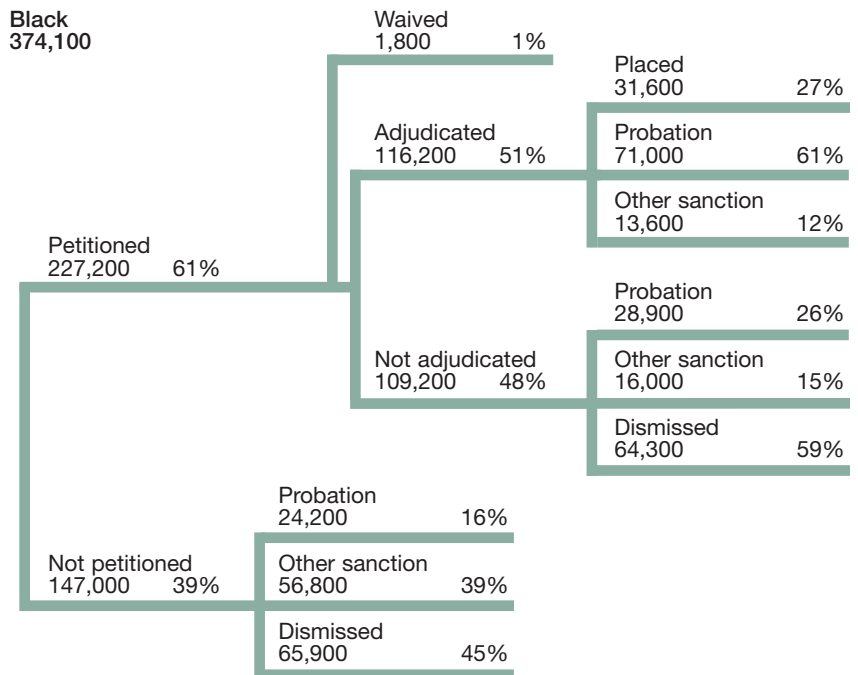 Black
374,100
Waived
1,800 1%
Adjudicated
116,200 51%
Placed
31,600 27%
Probation
71,000 61%
Other sanction
13,600 12%
Petitioned
227,200 61%
Not adjudicated
109,200 48%
Probation
28,900 26%
Other sanction
16,000 15%
Dismissed
64,300 59%
Not petitioned
147,000 39%
Probation
24,200 16%
Other sanction
56,800 39%
Dismissed
65,900 45%